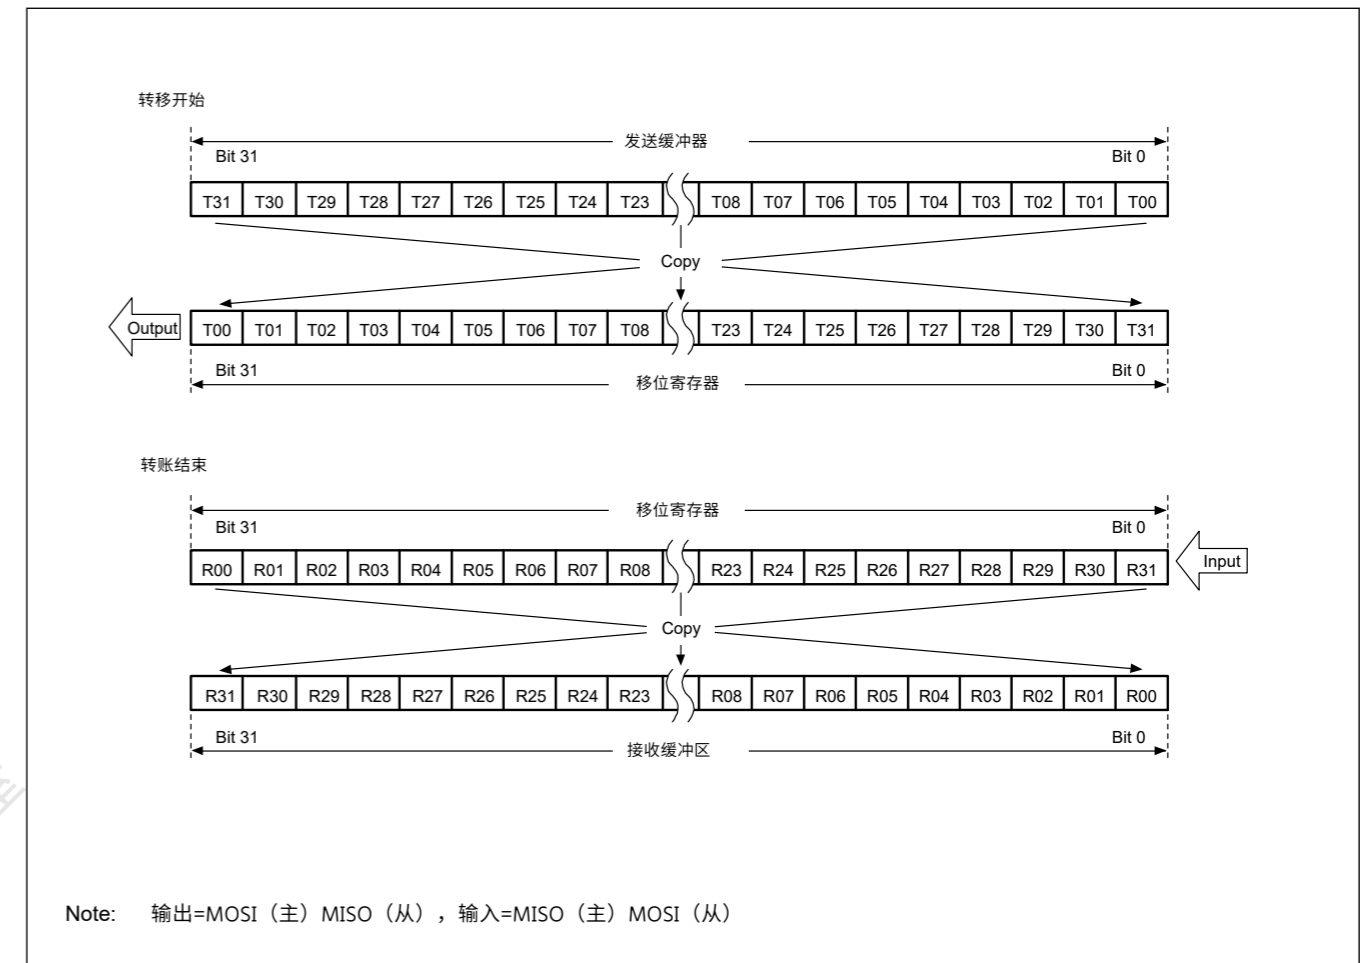 转移开始
发送缓冲器
Bit 31 Bit 0
T31 T30 T29 T28 T27 T26 T25 T24 T23 T08 T07 T06 T05 T04 T03 T02 T01 T00
Copy
Output T00 T01 T02 T03 T04 T05 T06 T07 T08 T23 T24 T25 T26 T27 T28 T29 T30 T31
Bit 31 Bit 0
移位寄存器
转账结束
移位寄存器
Bit 31 Bit 0
R00 R01 R02 R03 R04 R05 R06 R07 R08 R23 R24 R25 R26 R27 R28 R29 R30 R31 Input
Copy
R31 R30 R29 R28 R27 R26 R25 R24 R23 R08 R07 R06 R05 R04 R03 R02 R01 R00
Bit 31 Bit 0
接收缓冲区
Note: 输出=MOSI（主）MISO（从），输入=MISO（主）MOSI（从）